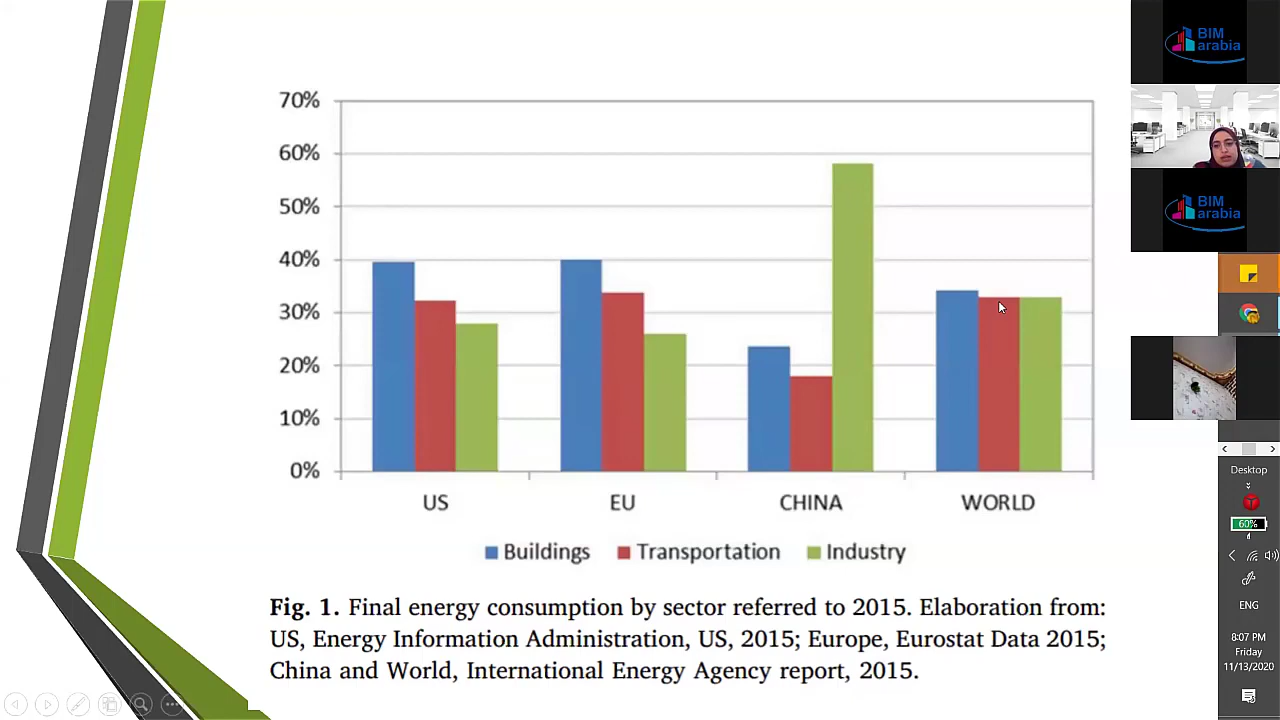 70%
60%
50%
40%
30%
20%
10%
0%
US EU CHINA WORLD
Buildings Transportation Industry
Fig. 1. Final energy consumption by sector referred to 2015. Elaboration from:
US, Energy Information Administration, US, 2015; Europe, Eurostat Data 2015;
China and World, International Energy Agency report, 2015.
BIM
arabia
BIM
arabia
Desktop
60%
ENG
8:07 PM
Friday
11/13/2020